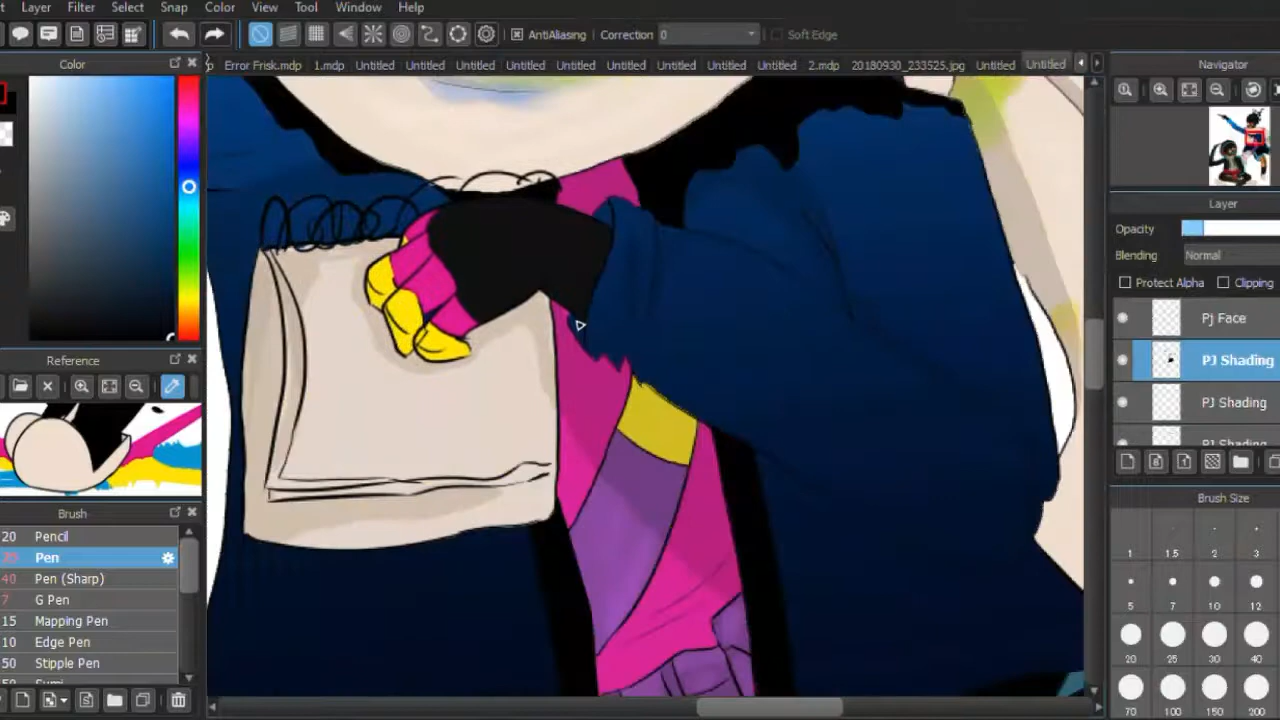 Layer Filter Select Snap Color View Tool Window Help
AntiAliasing Correction 0 Soft Edge
Color
Error Frisk.mdp 1.mdp Untitled Untitled Untitled Untitled Untitled Untitled Untitled Untitled Untitled 2.mdp 20180930_233525.jpg Untitled Untitled
Navigator
Layer
Opacity
Blending Normal
Protect Alpha Clipping
Pj Face
Reference
PJ Shading
PJ Shading
PJ Shading
Brush
20 Pencil
Pen
40 Pen (Sharp)
7 G Pen
15 Mapping Pen
10 Edge Pen
50 Stipple Pen
Brush Size
1 1.5 2 3
5 7 10 12
20 25 30 40
70 100 150 200